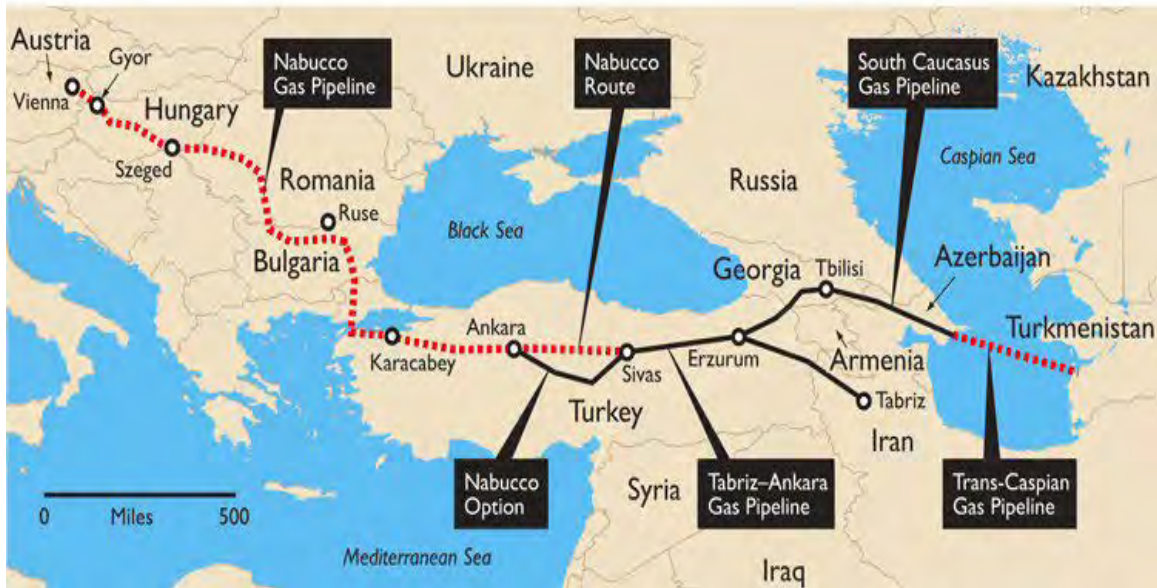 Austria
Gyor
Vienna
Hungary
Szeged
Nabucco
Gas Pipeline
Ukraine
Nabucco
Route
South Caucasus
Gas Pipeline
Kazakhstan
Caspian Sea
Romania
Ruse
Bulgaria
Black Sea
Russia
Georgia
Tbilisi
Azerbaijan
Turkmenistan
Karacabey
Ankara
Sivas
Erzurum
Armenia
Tabriz
Turkey
Iran
Nabucco
Option
Syria
Tabriz–Ankara
Gas Pipeline
Trans-Caspian
Gas Pipeline
0 Miles 500
Mediterranean Sea
Iraq